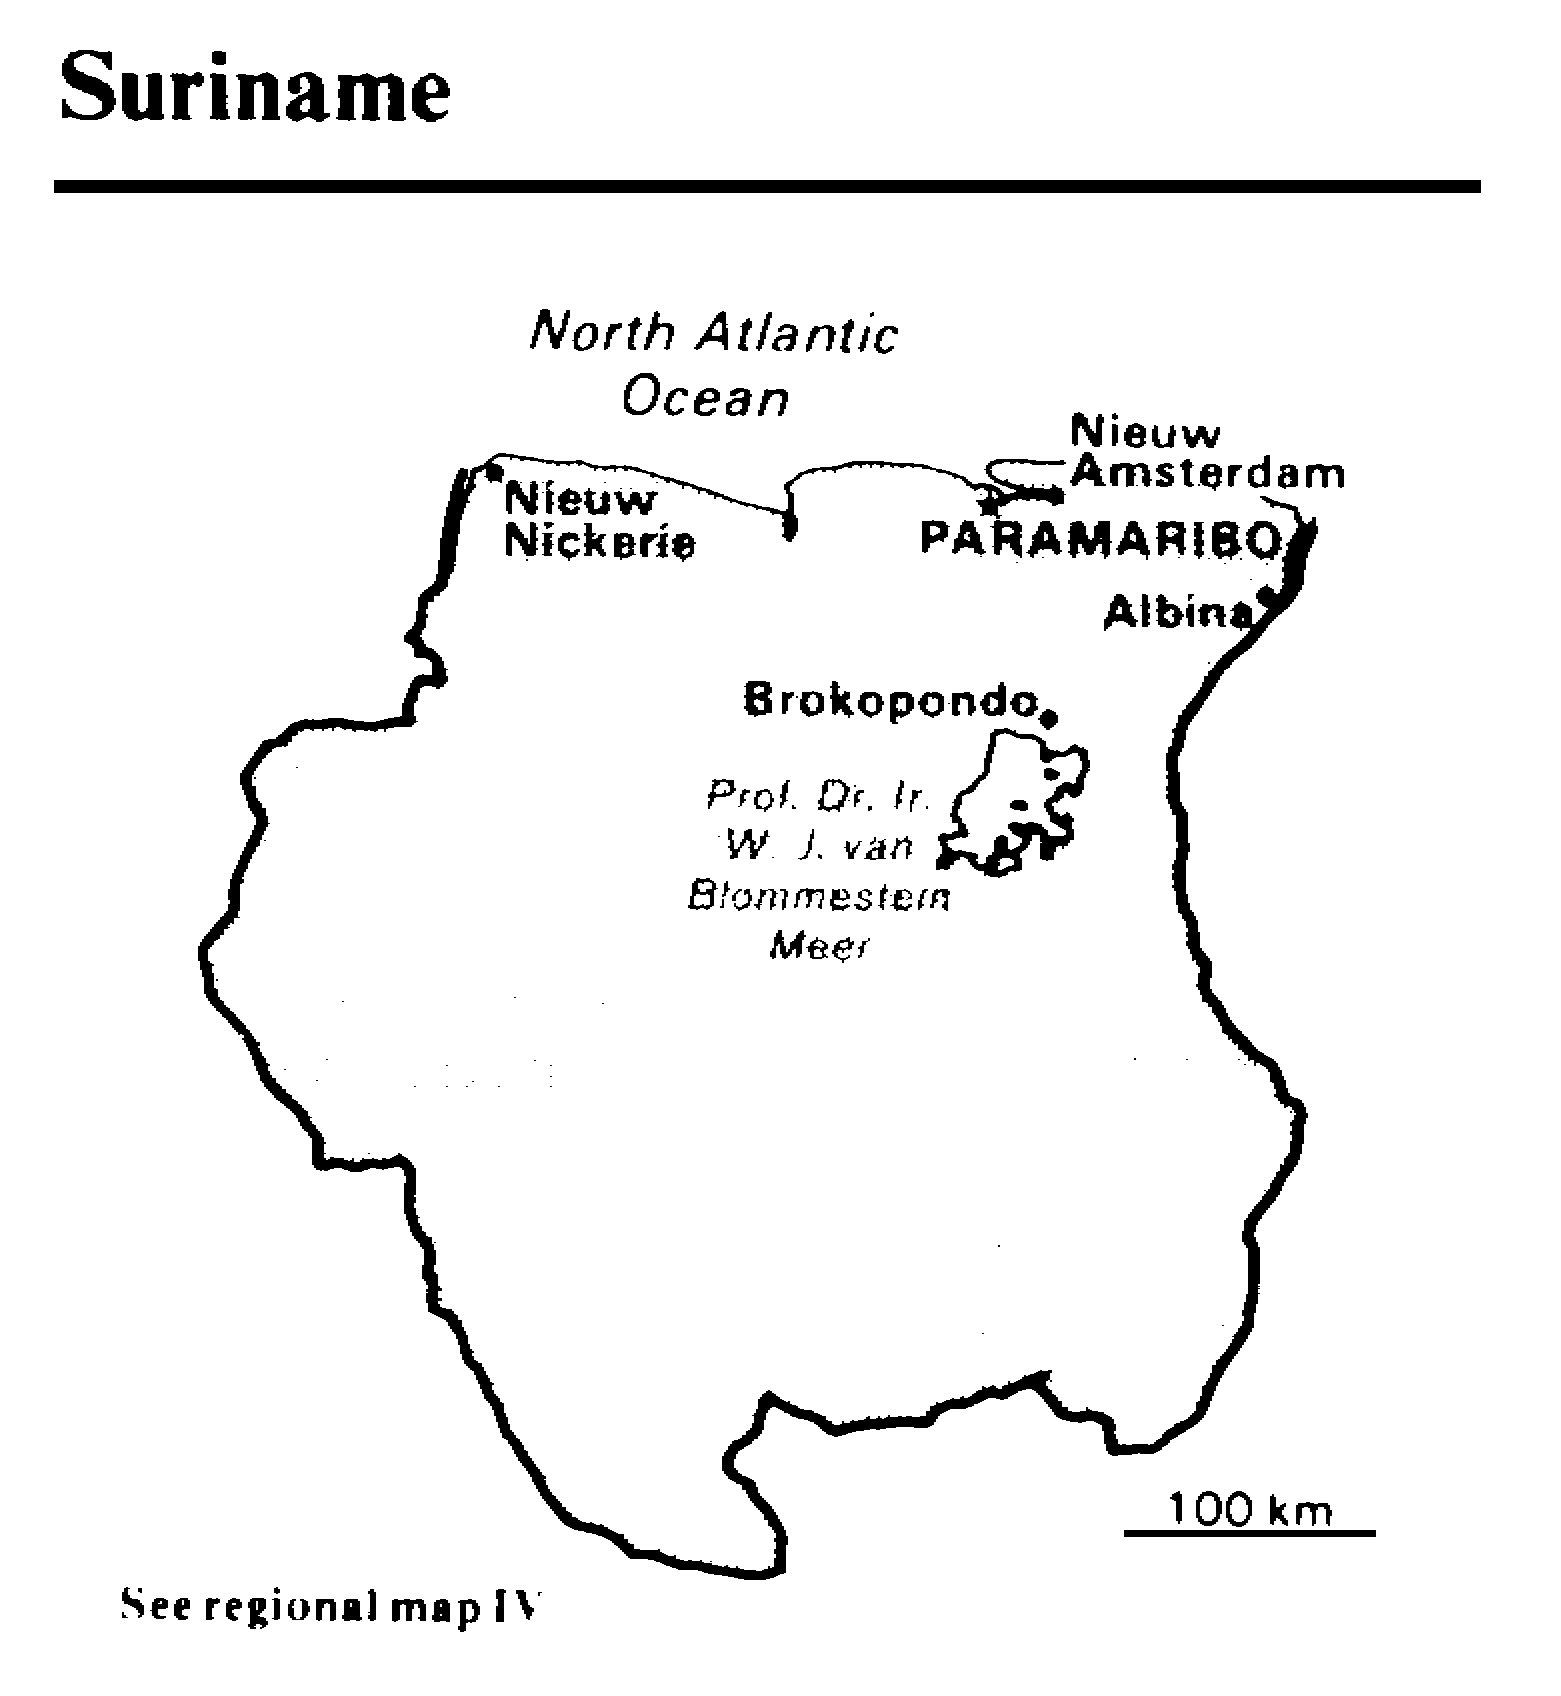 Suriname
North Atlantic
Ocean
Nieuw
Amsterdam
Nieuw
Nickerie
PARAMARIBO
Albina
Brokopondo
Prof. Dr. Ir.
W. J. van
Blommestein
Meer
100 km
See regional map IV